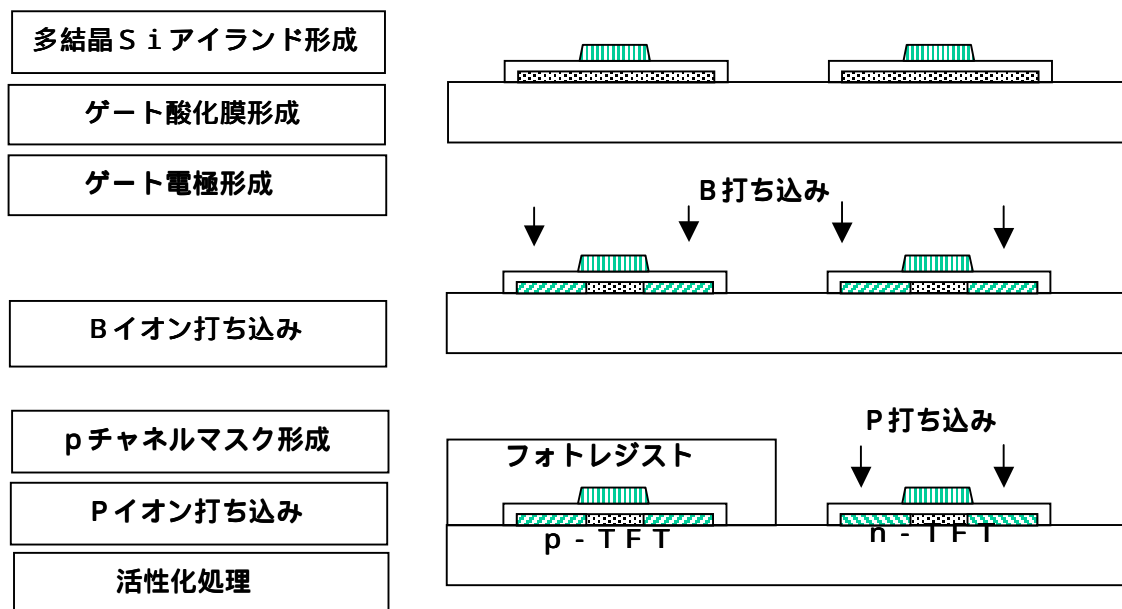 多結晶Ｓｉアイランド形成
ゲート酸化膜形成
ゲート電極形成
B打ち込み
Bイオン打ち込み
pチャネルマスク形成
P打ち込み
フォトレジスト
Pイオン打ち込み
p - ＴＦＴ
n - ＴＦＴ
活性化処理